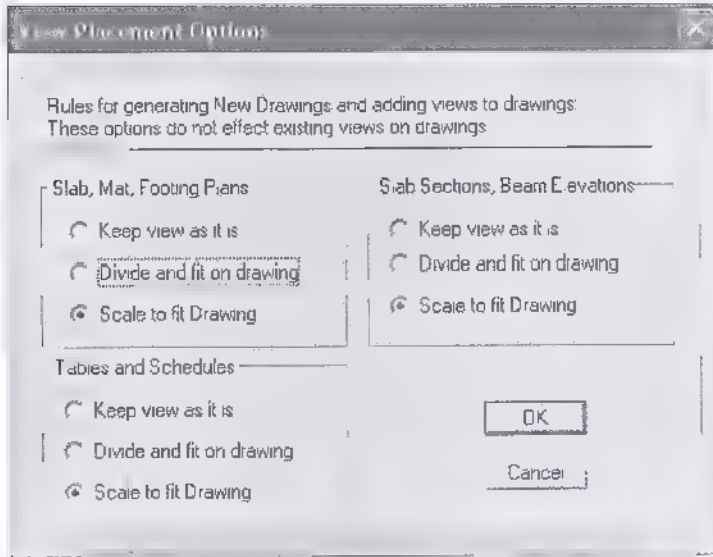 View Placement Options
Rules for generating New Drawings and adding views to drawings:
These options do not effect existing views on drawings
Slab, Mat, Footing Plans
Keep view as it is
Divide and fit on drawing
Scale to fit Drawing
Slab Sections, Beam Elevations
Keep view as it is
Divide and fit on drawing
Scale to fit Drawing
Tables and Schedules
Keep view as it is
Divide and fit on drawing
Scale to fit Drawing
OK
Cancel